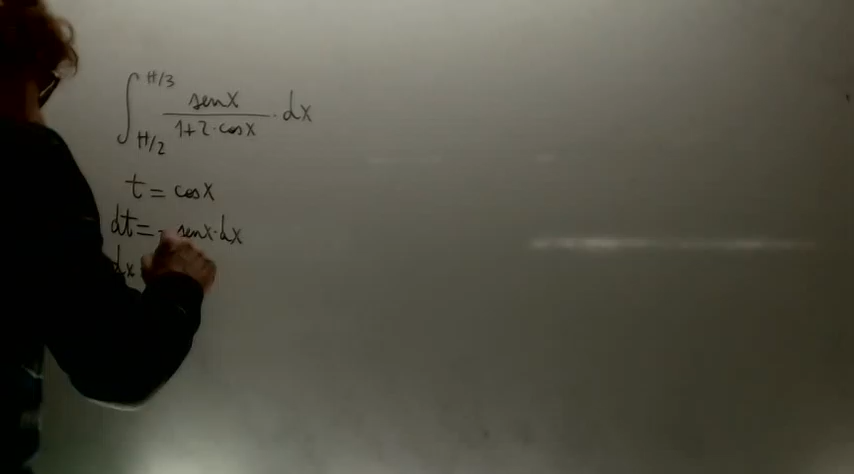 ∫ π/3 π/2 senx / 1+2·cosx · dx
t = cosx
dt = - senx·dx
dx